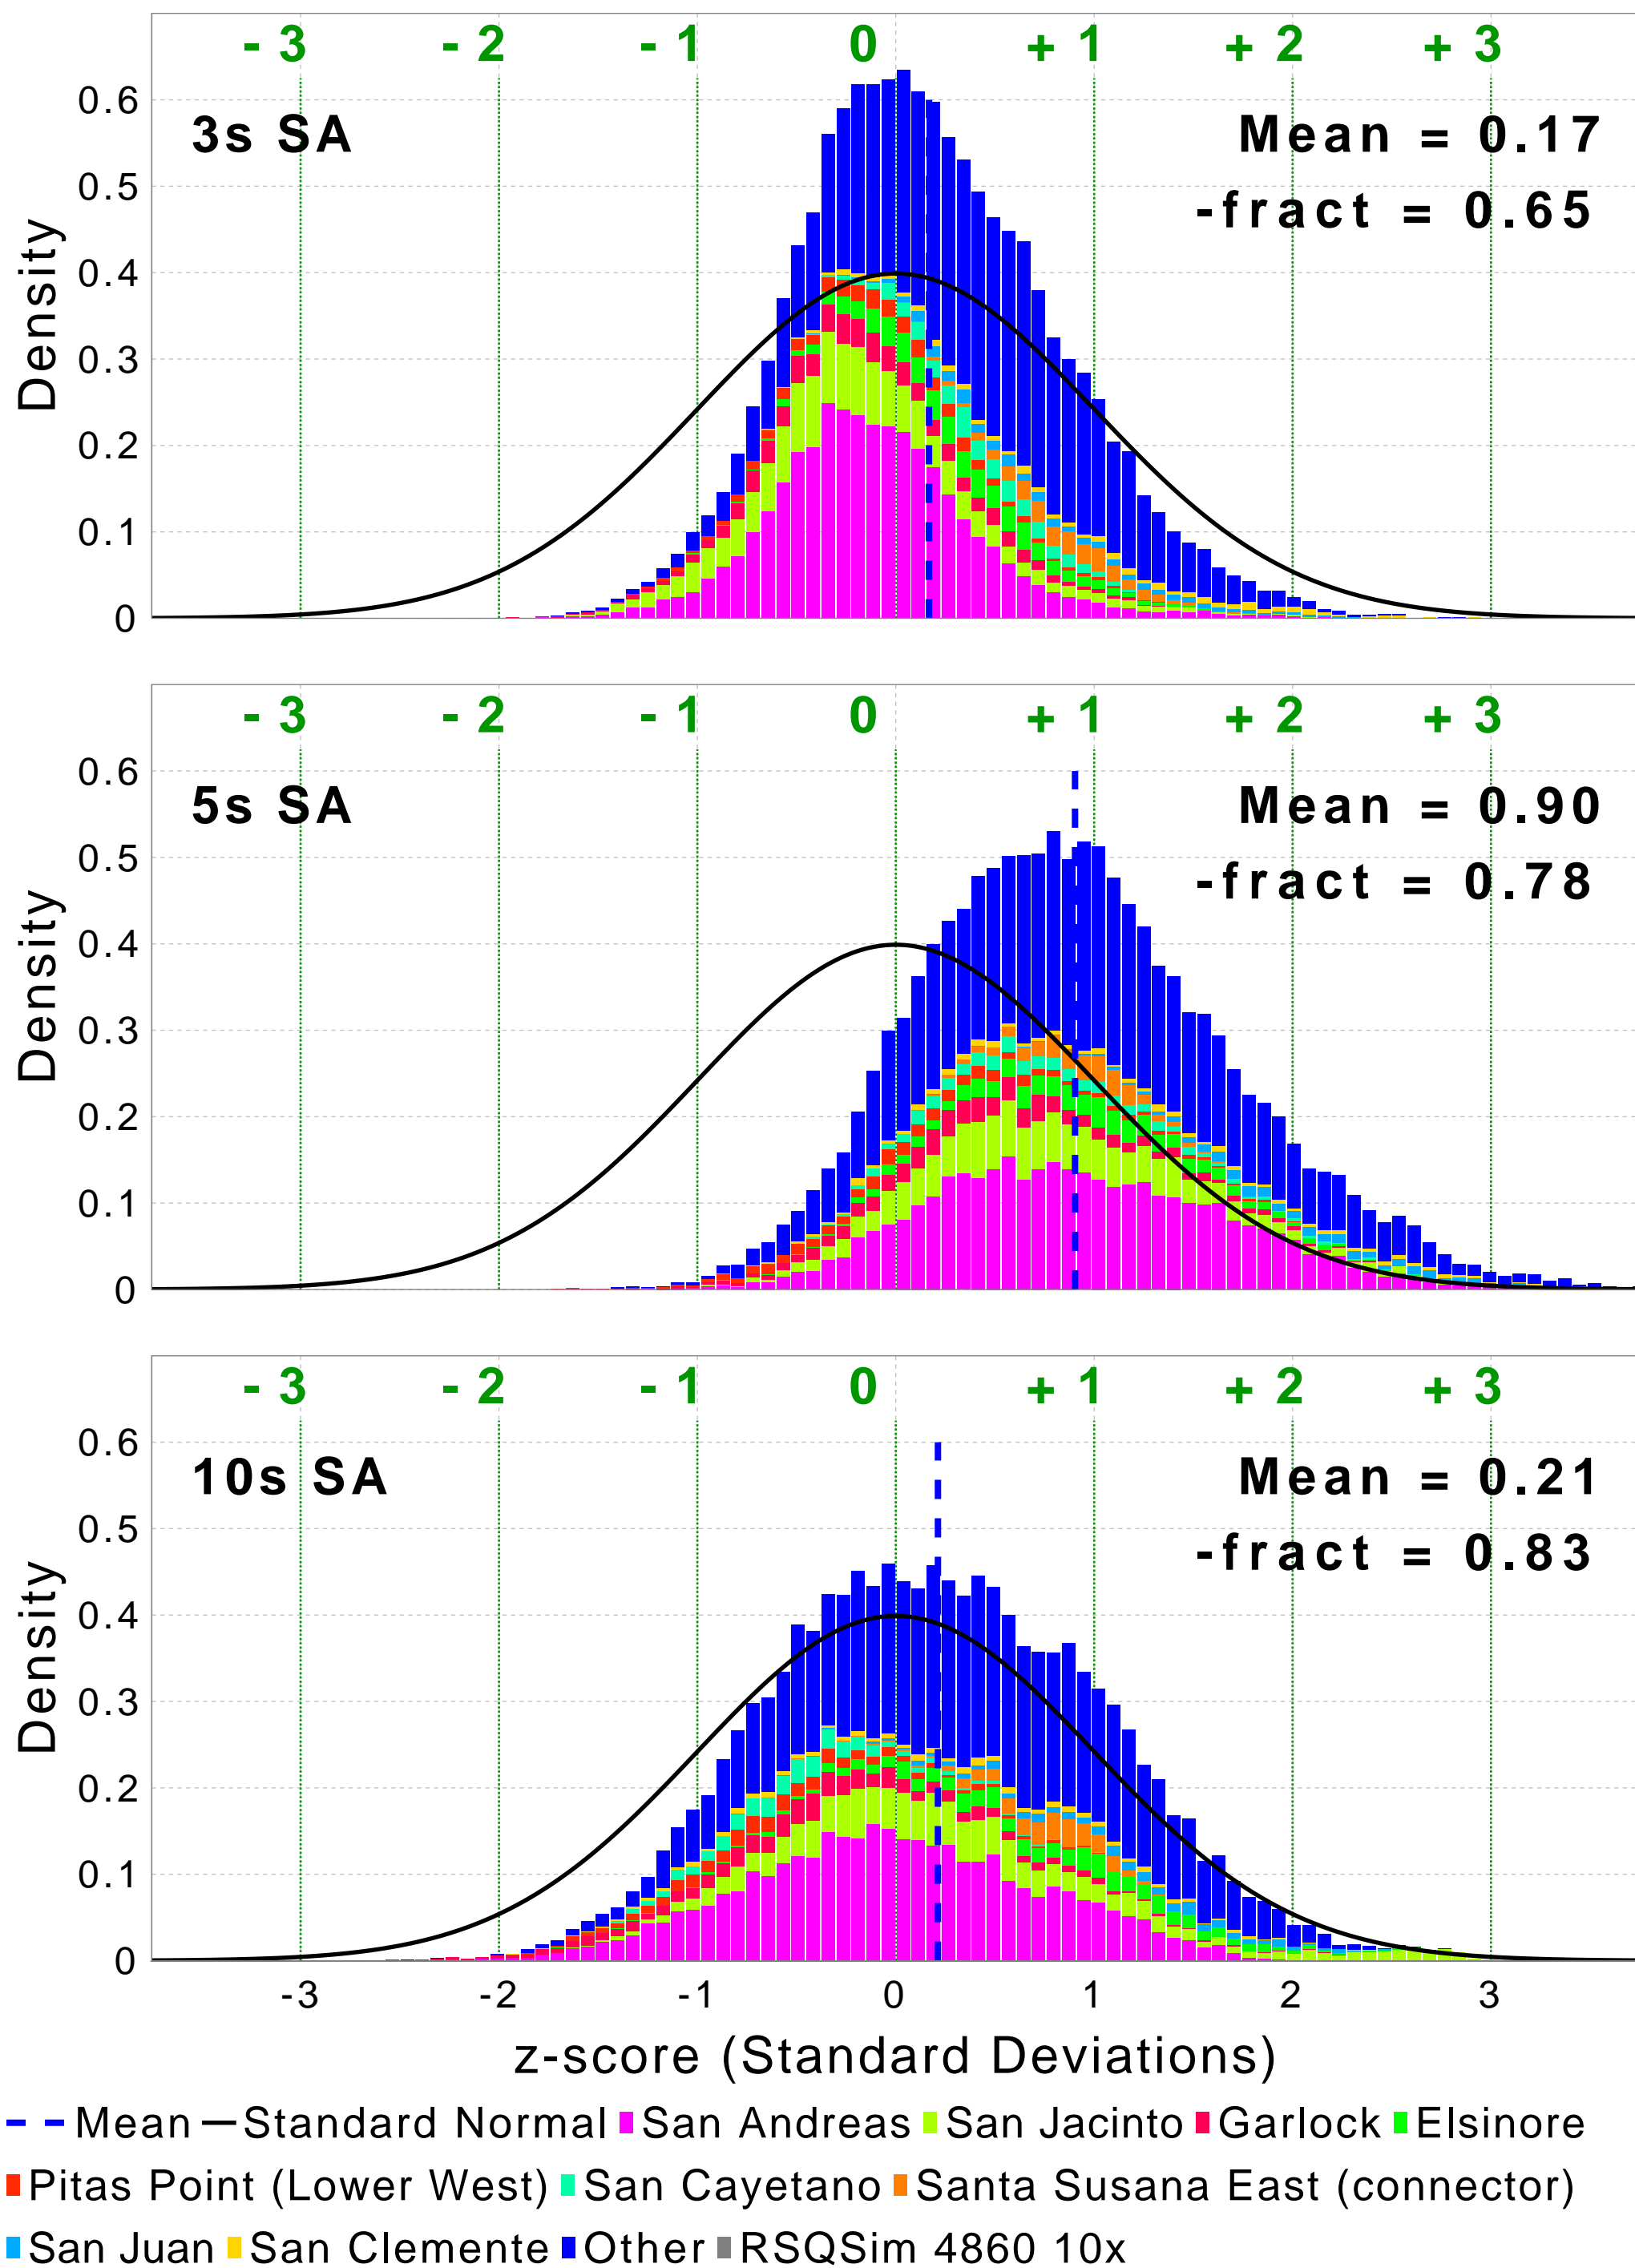 - 3 - 2 - 1 0 + 1 + 2 + 3
0.6
3s SA
Mean = 0.17
0.5
-fract = 0.65
0.4
Density
0.3
0.2
0.1
0
- 3 - 2 - 1 0 + 1 + 2 + 3
0.6
5s SA
Mean = 0.90
0.5
-fract = 0.78
0.4
Density
0.3
0.2
0.1
0
- 3 - 2 - 1 0 + 1 + 2 + 3
0.6
10s SA
Mean = 0.21
0.5
-fract = 0.83
0.4
Density
0.3
0.2
0.1
0
-3 -2 -1 0 1 2 3
z-score (Standard Deviations)
Mean Standard Normal San Andreas San Jacinto Garlock Elsinore
Pitas Point (Lower West) San Cayetano Santa Susana East (connector)
San Juan San Clemente Other RSQSim 4860 10x